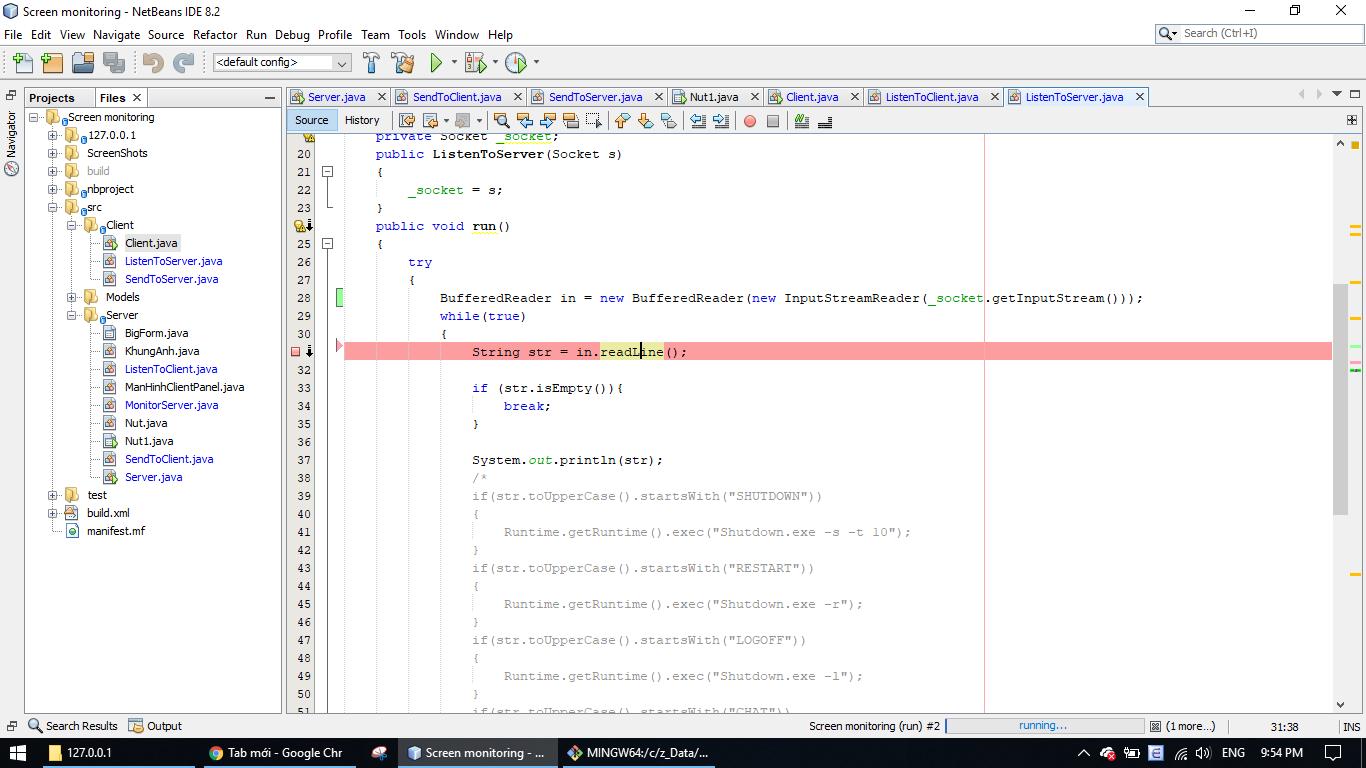 Screen monitoring - NetBeans IDE 8.2
File Edit View Navigate Source Refactor Run Debug Profile Team Tools Window Help
Search (Ctrl+I)
<default config>
Projects
Files
Navigator
Server.java
SendToClient.java
SendToServer.java
Nut1.java
Client.java
ListenToClient.java
ListenToServer.java
Source
History
Screen monitoring
127.0.0.1
ScreenShots
build
nbproject
src
Client
Client.java
ListenToServer.java
SendToServer.java
Models
Server
BigForm.java
KhungAnh.java
ListenToClient.java
ManHinhClientPanel.java
MonitorServer.java
Nut.java
Nut1.java
SendToClient.java
Server.java
test
build.xml
manifest.mf
private Socket _socket;
20 public ListenToServer(Socket s)
21 {
22 _socket = s;
23 }
public void run()
25 {
26 try
27 {
28 BufferedReader in = new BufferedReader(new InputStreamReader(_socket.getInputStream()));
29 while(true)
30 {
String str = in.readLine();
32
33 if (str.isEmpty()){
34 break;
35 }
36
37 System.out.println(str);
38 /*
39 if(str.toUpperCase().startsWith("SHUTDOWN"))
40 {
41 Runtime.getRuntime().exec("Shutdown.exe -s -t 10");
42 }
43 if(str.toUpperCase().startsWith("RESTART"))
44 {
45 Runtime.getRuntime().exec("Shutdown.exe -r");
46 }
47 if(str.toUpperCase().startsWith("LOGOFF"))
48 {
49 Runtime.getRuntime().exec("Shutdown.exe -l");
50 }
51 if(str.toUpperCase().startsWith("CHAT"))
Search Results
Output
Screen monitoring (run) #2
running...
(1 more...)
31:38
INS
127.0.0.1
Tab mới - Google Chr
Screen monitoring - ...
MINGW64:/c/z_Data/...
ENG
9:54 PM